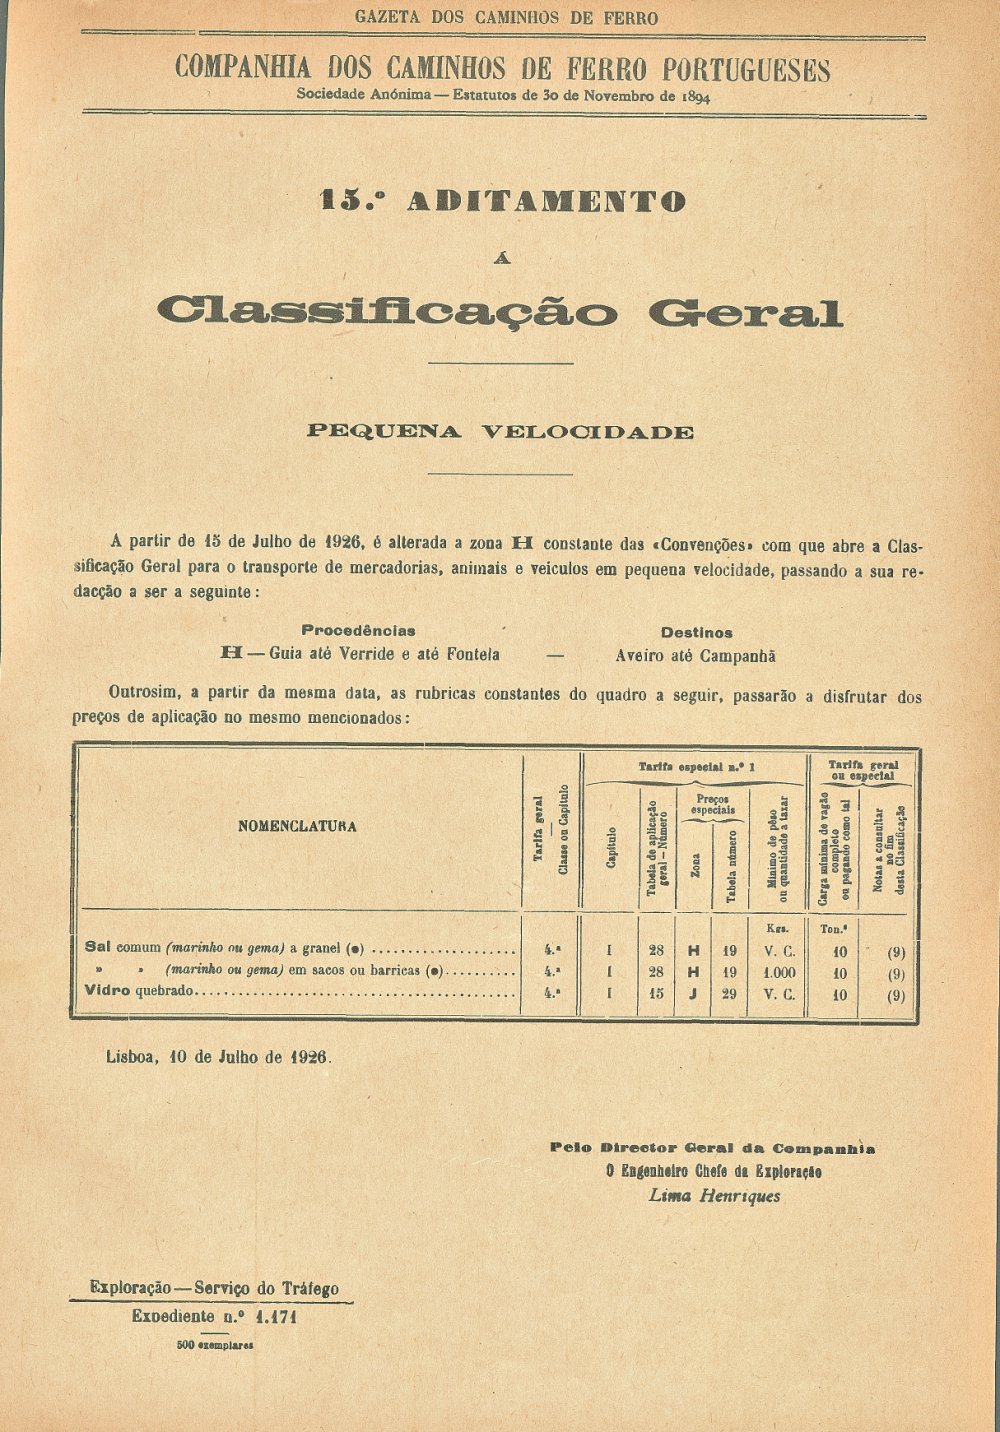 GAZETA DOS CAMINHOS DE FERRO
COMPANHIA DOS CAMINHOS DE FERRO PORTUGUESES
Sociedade Anónima — Estatutos de 30 de Novembro de 1894
15.º ADITAMENTO
Á
Classificação Geral
PEQUENA VELOCIDADE
A partir de 15 de Julho de 1926, é alterada a zona H constante das «Convenções» com que abre a Clas-
sificação Geral para o transporte de mercadorias, animais e veículos em pequena velocidade, passando a sua re-
dacção a ser a seguinte:
Procedências Destinos
H — Guia até Verride e até Fontela — Aveiro até Campanhã
Outrosim, a partir da mesma data, as rubricas constantes do quadro a seguir, passarão a disfrutar dos
preços de aplicação no mesmo mencionados:
NOMENCLATURA
Tarifa geral
—
Classe ou Capítulo
Tarifa especial n.º 1
Capítulo
Tabela de aplicação
geral — Número
Preços
especiais
Zona
Tabela número
Mínimo de pêso
ou quantidade a taxar
Tarifa geral
ou especial
Carga mínima de vagão
completo
ou pagando como tal
Notas a consultar
no fim
desta Classificação
Kgs. Ton.ª
Sal comum (marinho ou gema) a granel (●) .................... 4.ª I 28 H 19 V. C. 10 (9)
» » (marinho ou gema) em sacos ou barricas (●).......... 4.ª I 28 H 19 1.000 10 (9)
Vidro quebrado............................................ 4.ª I 15 J 29 V. C. 10 (9)
Lisboa, 10 de Julho de 1926.
Pelo Director Geral da Companhia
O Engenheiro Chefe da Exploração
Lima Henriques
Exploração — Serviço do Tráfego
Expediente n.º 1.171
500 exemplares